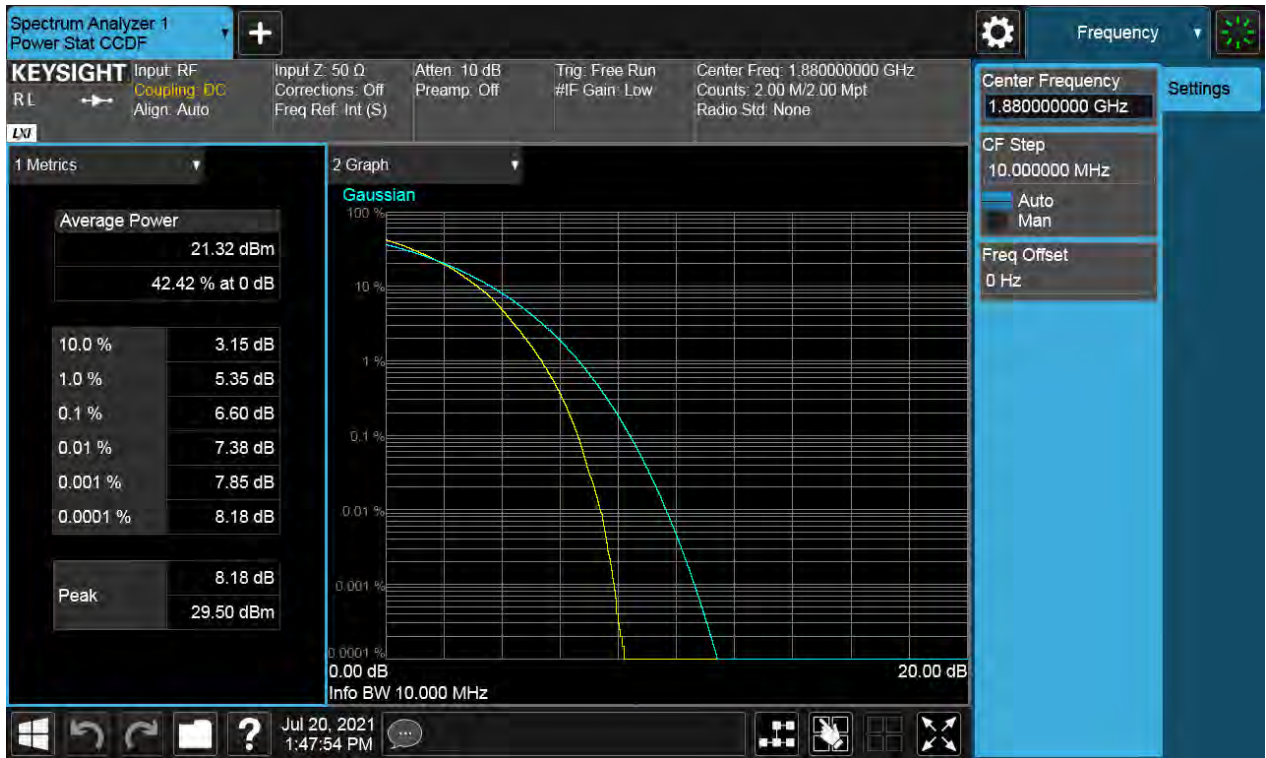 Spectrum Analyzer 1
Power Stat CCDF
+
Frequency
KEYSIGHT
RL
LXI
Input: RF
Coupling: DC
Align: Auto
Input Z: 50 Ω
Corrections: Off
Freq Ref: Int (S)
Atten: 10 dB
Preamp: Off
Trig: Free Run
#IF Gain: Low
Center Freq: 1.880000000 GHz
Counts: 2.00 M/2.00 Mpt
Radio Std: None
Center Frequency
1.880000000 GHz
Settings
CF Step
10.000000 MHz
Auto
Man
Freq Offset
0 Hz
1 Metrics
Average Power
21.32 dBm
42.42 % at 0 dB
10.0 % 3.15 dB
1.0 % 5.35 dB
0.1 % 6.60 dB
0.01 % 7.38 dB
0.001 % 7.85 dB
0.0001 % 8.18 dB
Peak 8.18 dB
29.50 dBm
2 Graph
Gaussian
100 %
10 %
1 %
0.1 %
0.01 %
0.001 %
0.0001 %
0.00 dB 20.00 dB
Info BW 10.000 MHz
?
Jul 20, 2021
1:47:54 PM